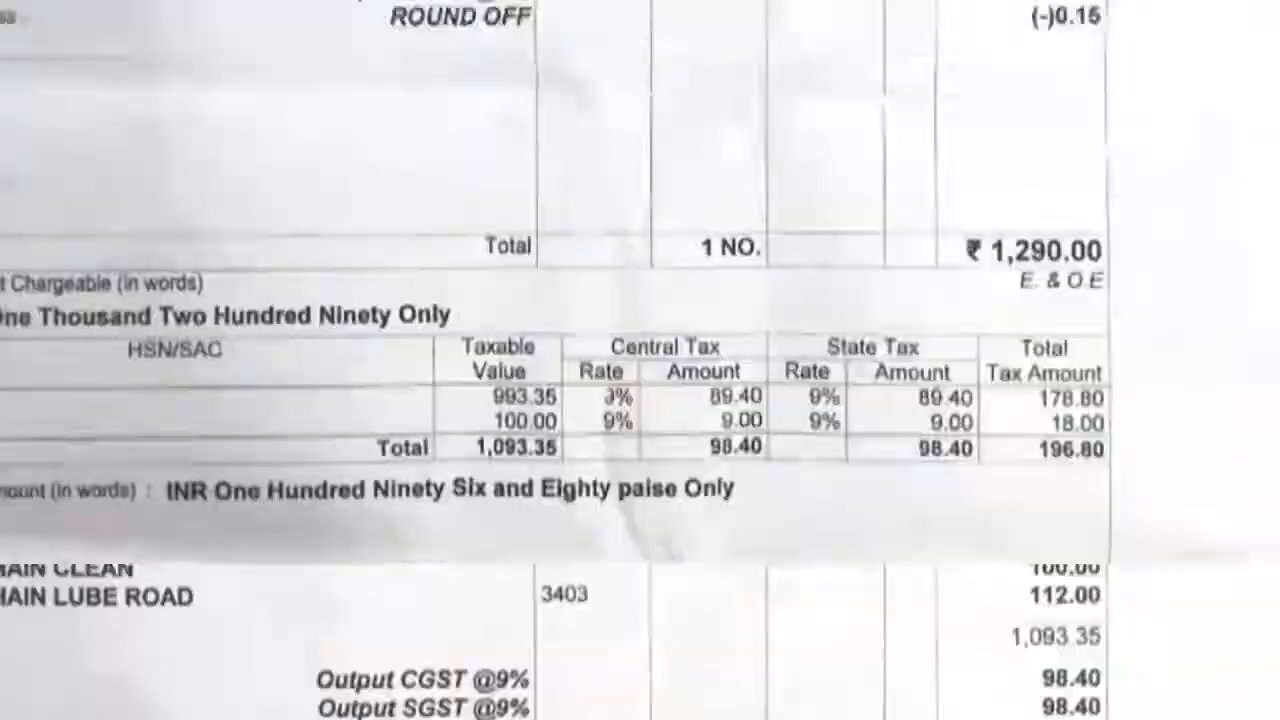 ROUND OFF (-)0.15
Total 1 NO. ₹ 1,290.00
t Chargeable (in words) E. & O.E
One Thousand Two Hundred Ninety Only
HSN/SAC Taxable Value Central Tax State Tax Total Tax Amount
Rate Amount Rate Amount
993.35 9% 89.40 9% 89.40 178.80
100.00 9% 9.00 9% 9.00 18.00
Total 1,093.35 98.40 98.40 196.80
mount (in words) : INR One Hundred Ninety Six and Eighty paise Only
HAIN CLEAN 100.00
HAIN LUBE ROAD 3403 112.00
1,093.35
Output CGST @9% 98.40
Output SGST @9% 98.40